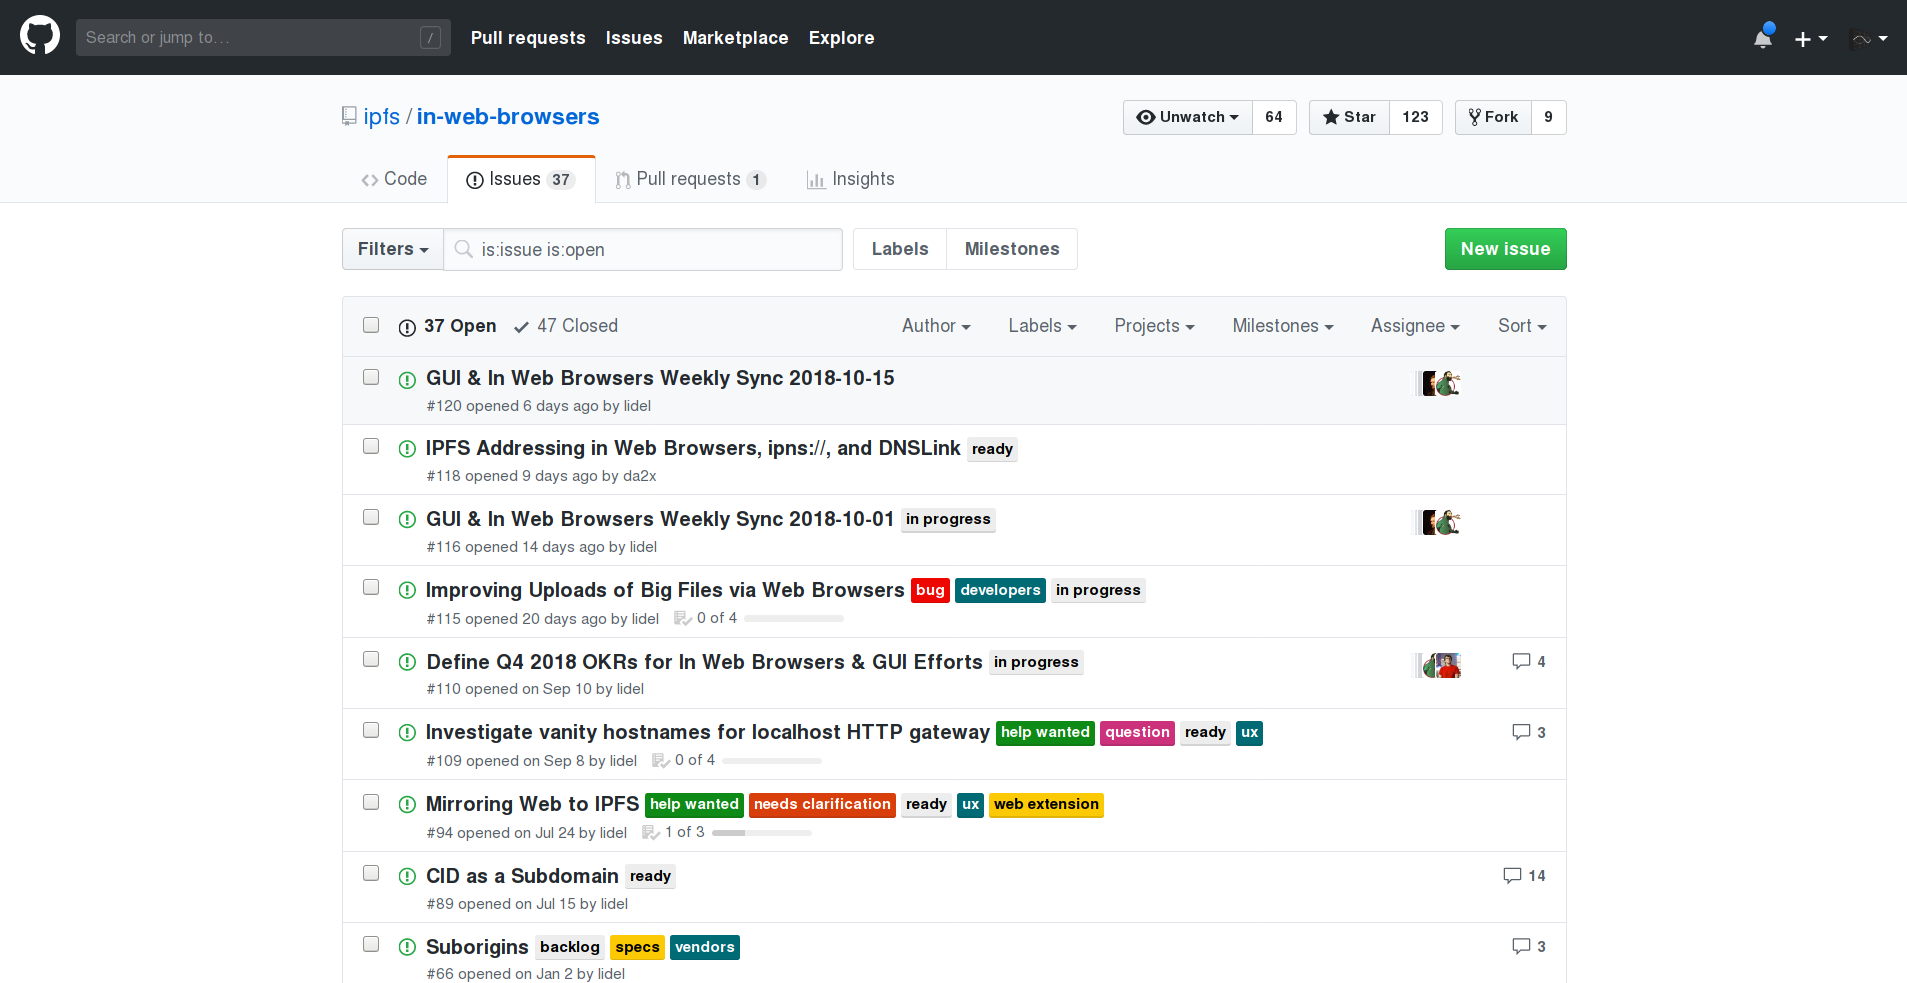 Search or jump to… / Pull requests Issues Marketplace Explore
ipfs / in-web-browsers Unwatch 64 Star 123 Fork 9
Code Issues 37 Pull requests 1 Insights
Filters is:issue is:open Labels Milestones New issue
37 Open 47 Closed Author Labels Projects Milestones Assignee Sort
GUI & In Web Browsers Weekly Sync 2018-10-15
#120 opened 6 days ago by lidel
IPFS Addressing in Web Browsers, ipns://, and DNSLink ready
#118 opened 9 days ago by da2x
GUI & In Web Browsers Weekly Sync 2018-10-01 in progress
#116 opened 14 days ago by lidel
Improving Uploads of Big Files via Web Browsers bug developers in progress
#115 opened 20 days ago by lidel 0 of 4
Define Q4 2018 OKRs for In Web Browsers & GUI Efforts in progress 4
#110 opened on Sep 10 by lidel
Investigate vanity hostnames for localhost HTTP gateway help wanted question ready ux 3
#109 opened on Sep 8 by lidel 0 of 4
Mirroring Web to IPFS help wanted needs clarification ready ux web extension
#94 opened on Jul 24 by lidel 1 of 3
CID as a Subdomain ready 14
#89 opened on Jul 15 by lidel
Suborigins backlog specs vendors 3
#66 opened on Jan 2 by lidel